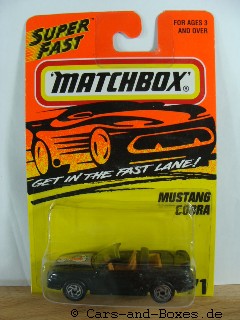 SUPER
FAST
FOR AGES 3
AND OVER
MATCHBOX®
GET IN THE FAST LANE!
MUSTANG
COBRA
71
© Cars-and-Boxes.de